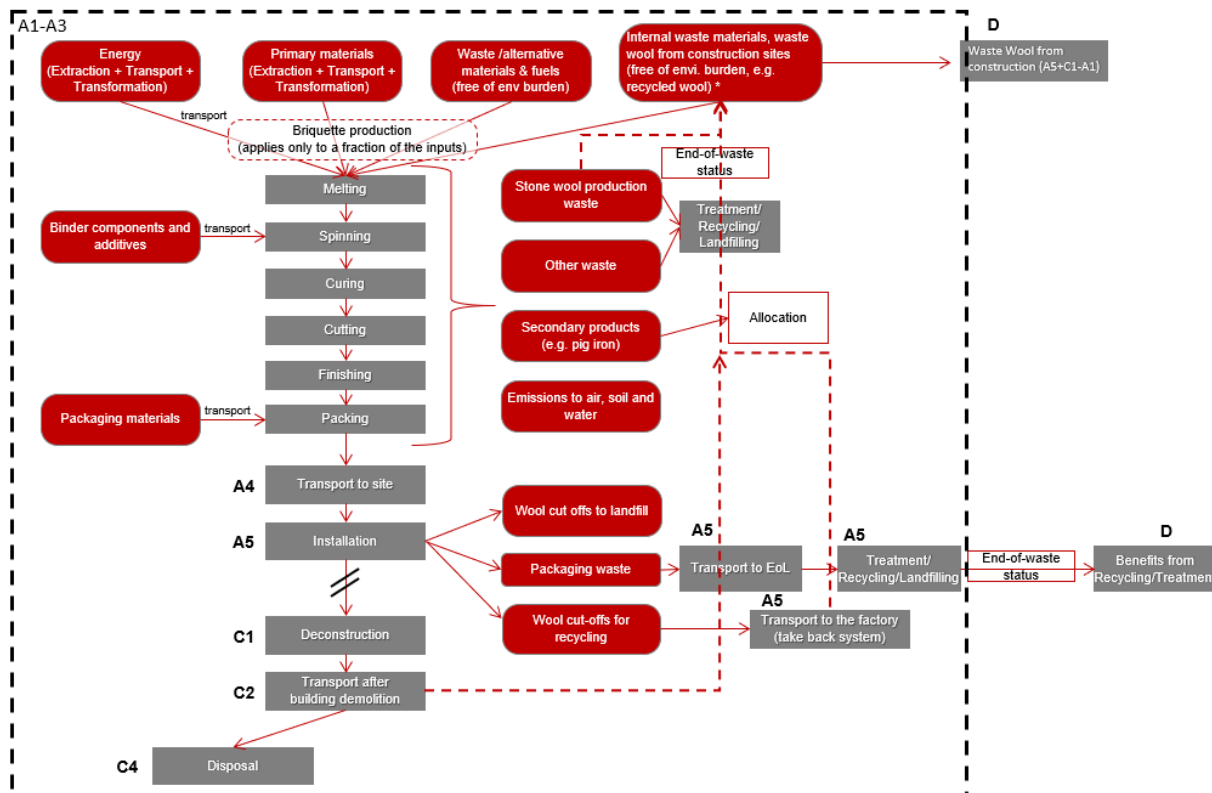 A1-A3
D
Energy
(Extraction + Transport +
Transformation)
Primary materials
(Extraction + Transport +
Transformation)
Waste /alternative
materials & fuels
(free of env burden)
Internal waste materials, waste
wool from construction sites
(free of envi. burden, e.g.
recycled wool) *
Waste Wool from
construction (A5+C1-A1)
transport
Briquette production
(applies only to a fraction of the inputs)
End-of-waste
status
Melting
Stone wool production
waste
Treatment/
Recycling/
Landfilling
Binder components and
additives
transport
Spinning
Other waste
Curing
Cutting
Secondary products
(e.g. pig iron)
Allocation
Finishing
Emissions to air, soil and
water
Packaging materials
transport
Packing
A4
Transport to site
Wool cut offs to landfill
A5
Installation
A5
A5
D
Packaging waste
Transport to EoL
Treatment/
Recycling/Landfilling
End-of-waste
status
Benefits from
Recycling/Treatment
A5
C1
Deconstruction
Wool cut-offs for
recycling
Transport to the factory
(take back system)
C2
Transport after
building demolition
C4
Disposal